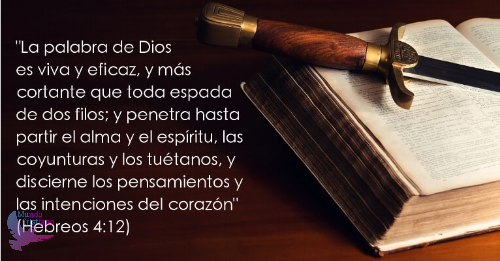 "La palabra de Dios
es viva y eficaz, y más
cortante que toda espada
de dos filos; y penetra hasta
partir el alma y el espíritu, las
coyunturas y los tuétanos, y
discierne los pensamientos y
las intenciones del corazón"
(Hebreos 4:12)
Mundo